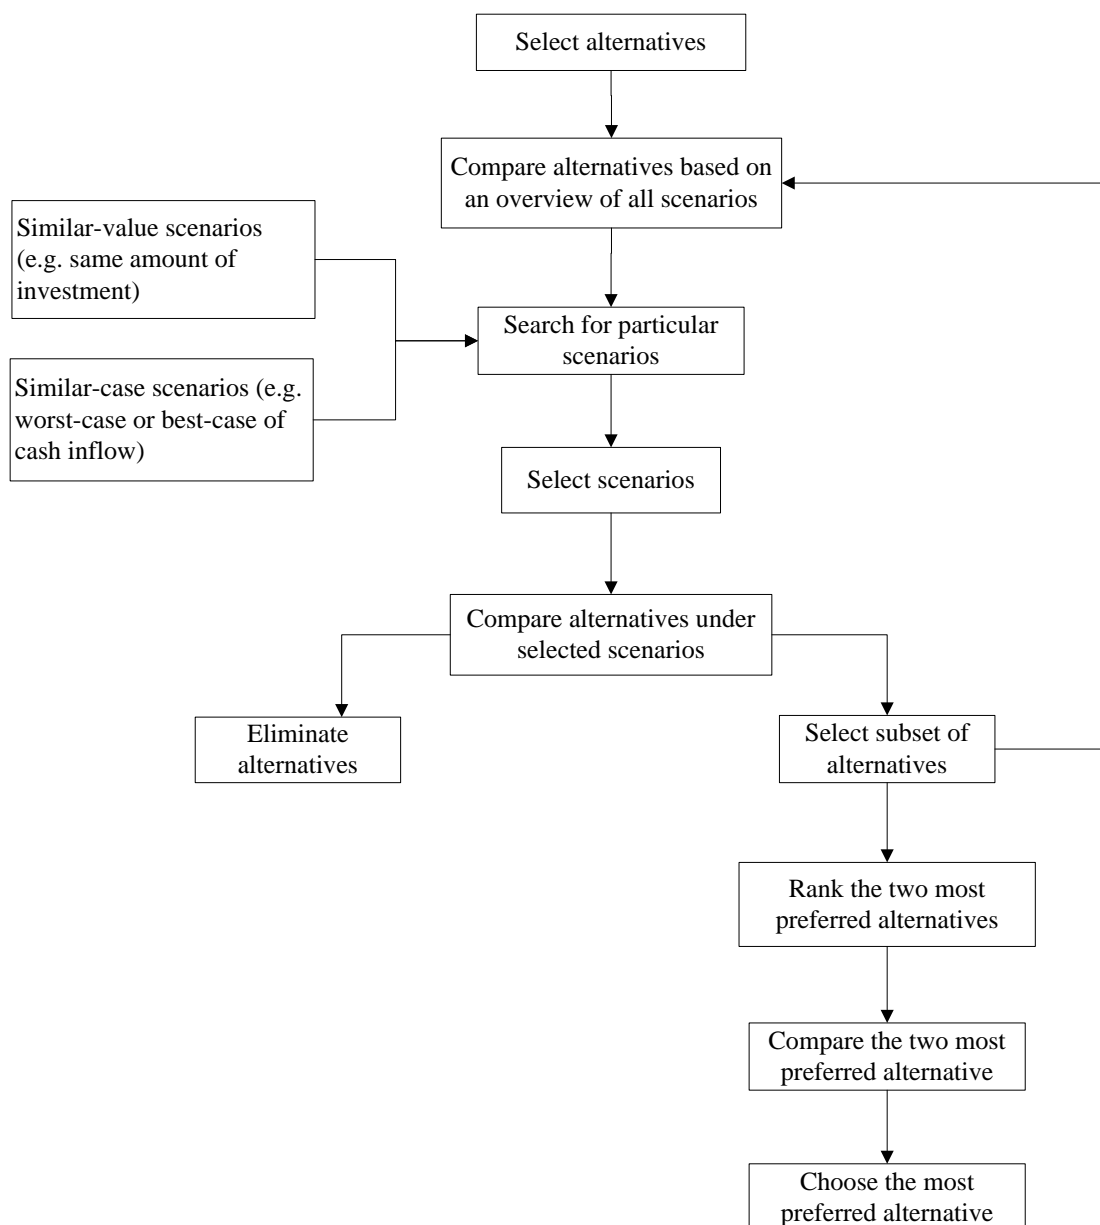 Select alternatives
Compare alternatives based on
an overview of all scenarios
Similar-value scenarios
(e.g. same amount of
investment)
Search for particular
scenarios
Similar-case scenarios (e.g.
worst-case or best-case of
cash inflow)
Select scenarios
Compare alternatives under
selected scenarios
Eliminate
alternatives
Select subset of
alternatives
Rank the two most
preferred alternatives
Compare the two most
preferred alternative
Choose the most
preferred alternative